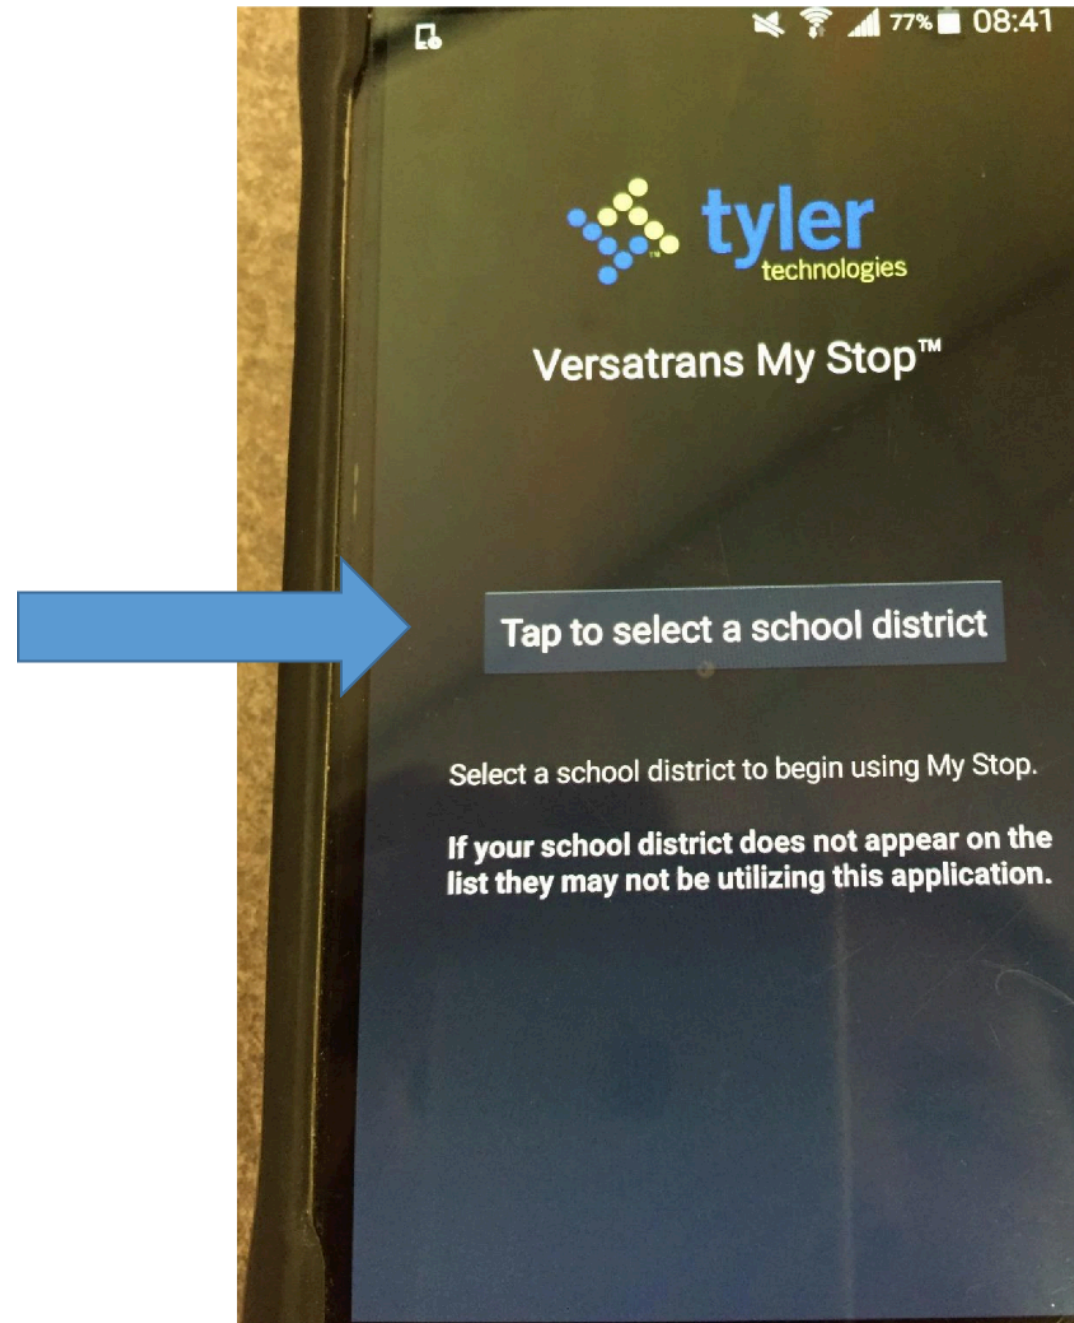 77% 08:41
tyler
technologies
Versatrans My Stop™
Tap to select a school district
Select a school district to begin using My Stop.
If your school district does not appear on the
list they may not be utilizing this application.